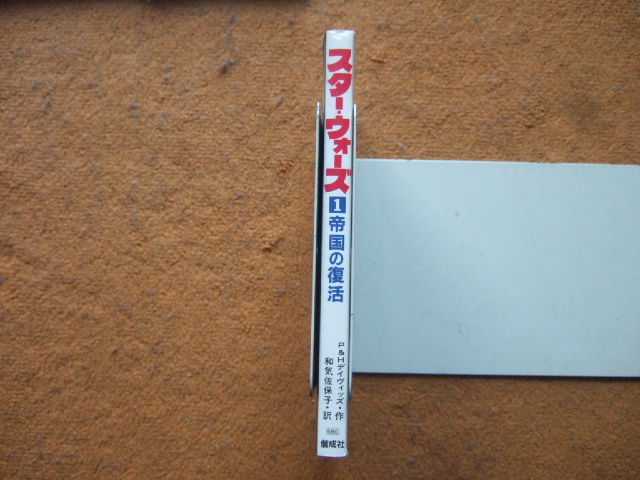 スター・ウォーズ
1 帝国の復活
P&Hデイヴィッズ・作
和気佐保子・訳
680
偕成社